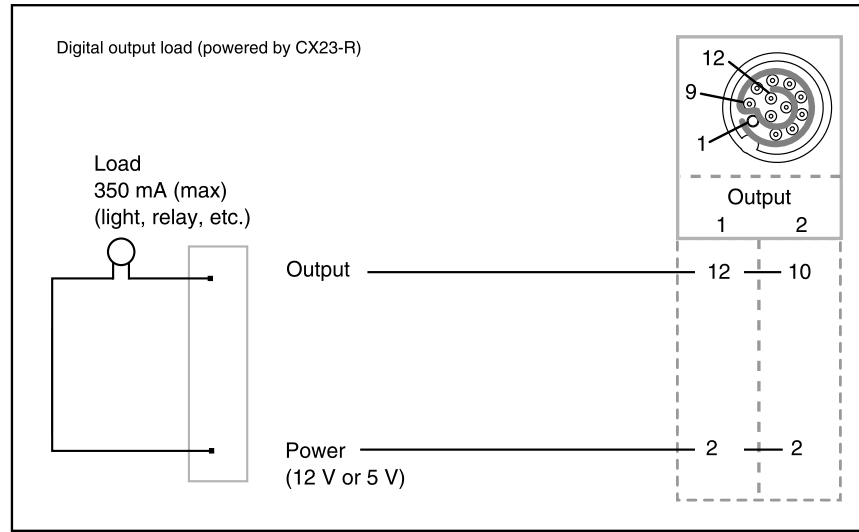 Digital output load (powered by CX23-R)
12
9
1
Load
350 mA (max)
(light, relay, etc.)
Output
1 2
Output 12 10
Power 2 2
(12 V or 5 V)